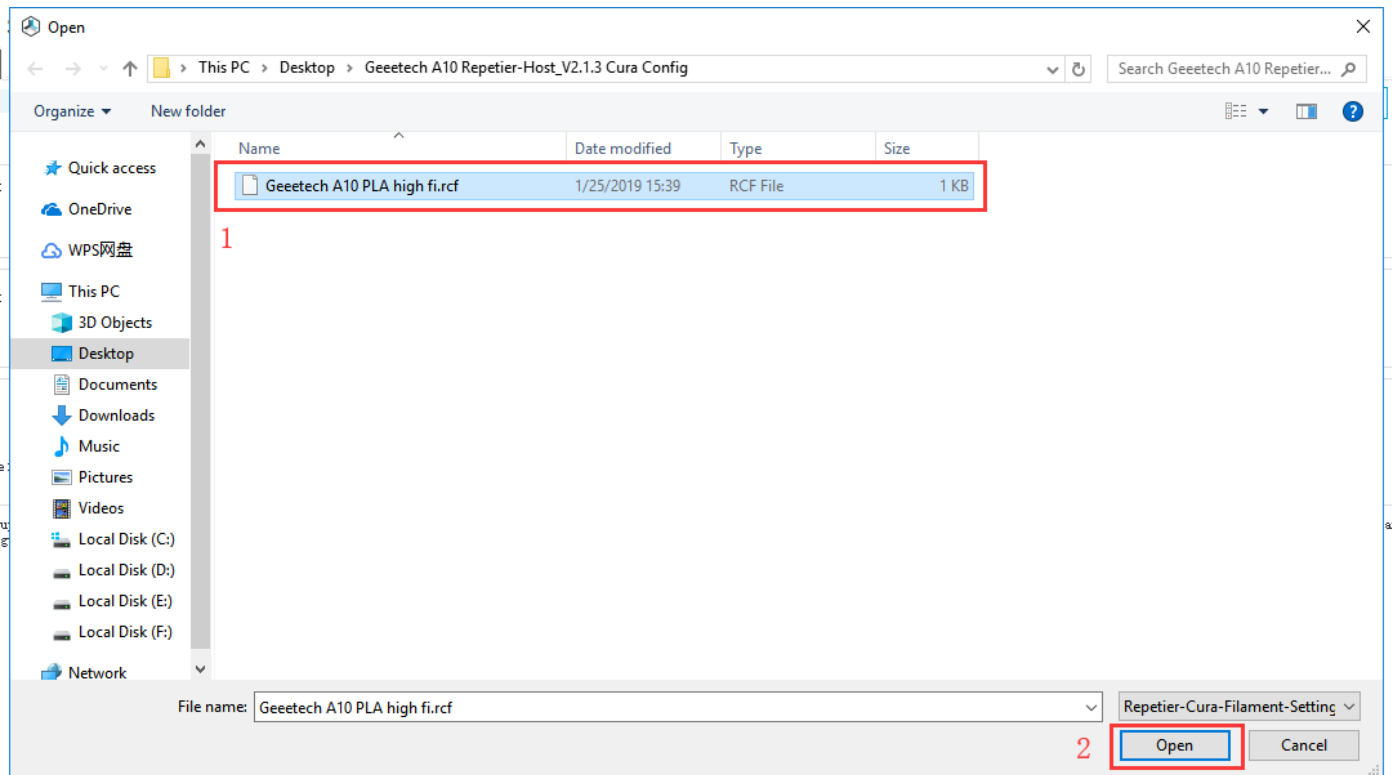 Open
This PC > Desktop > Geeetech A10 Repetier-Host_V2.1.3 Cura Config
Search Geeetech A10 Repetier...
Organize
New folder
Name
Date modified
Type
Size
Geeetech A10 PLA high fi.rcf
1/25/2019 15:39
RCF File
1 KB
1
Quick access
OneDrive
WPS网盘
This PC
3D Objects
Desktop
Documents
Downloads
Music
Pictures
Videos
Local Disk (C:)
Local Disk (D:)
Local Disk (E:)
Local Disk (F:)
Network
File name:
Geeetech A10 PLA high fi.rcf
Repetier-Cura-Filament-Setting
2
Open
Cancel